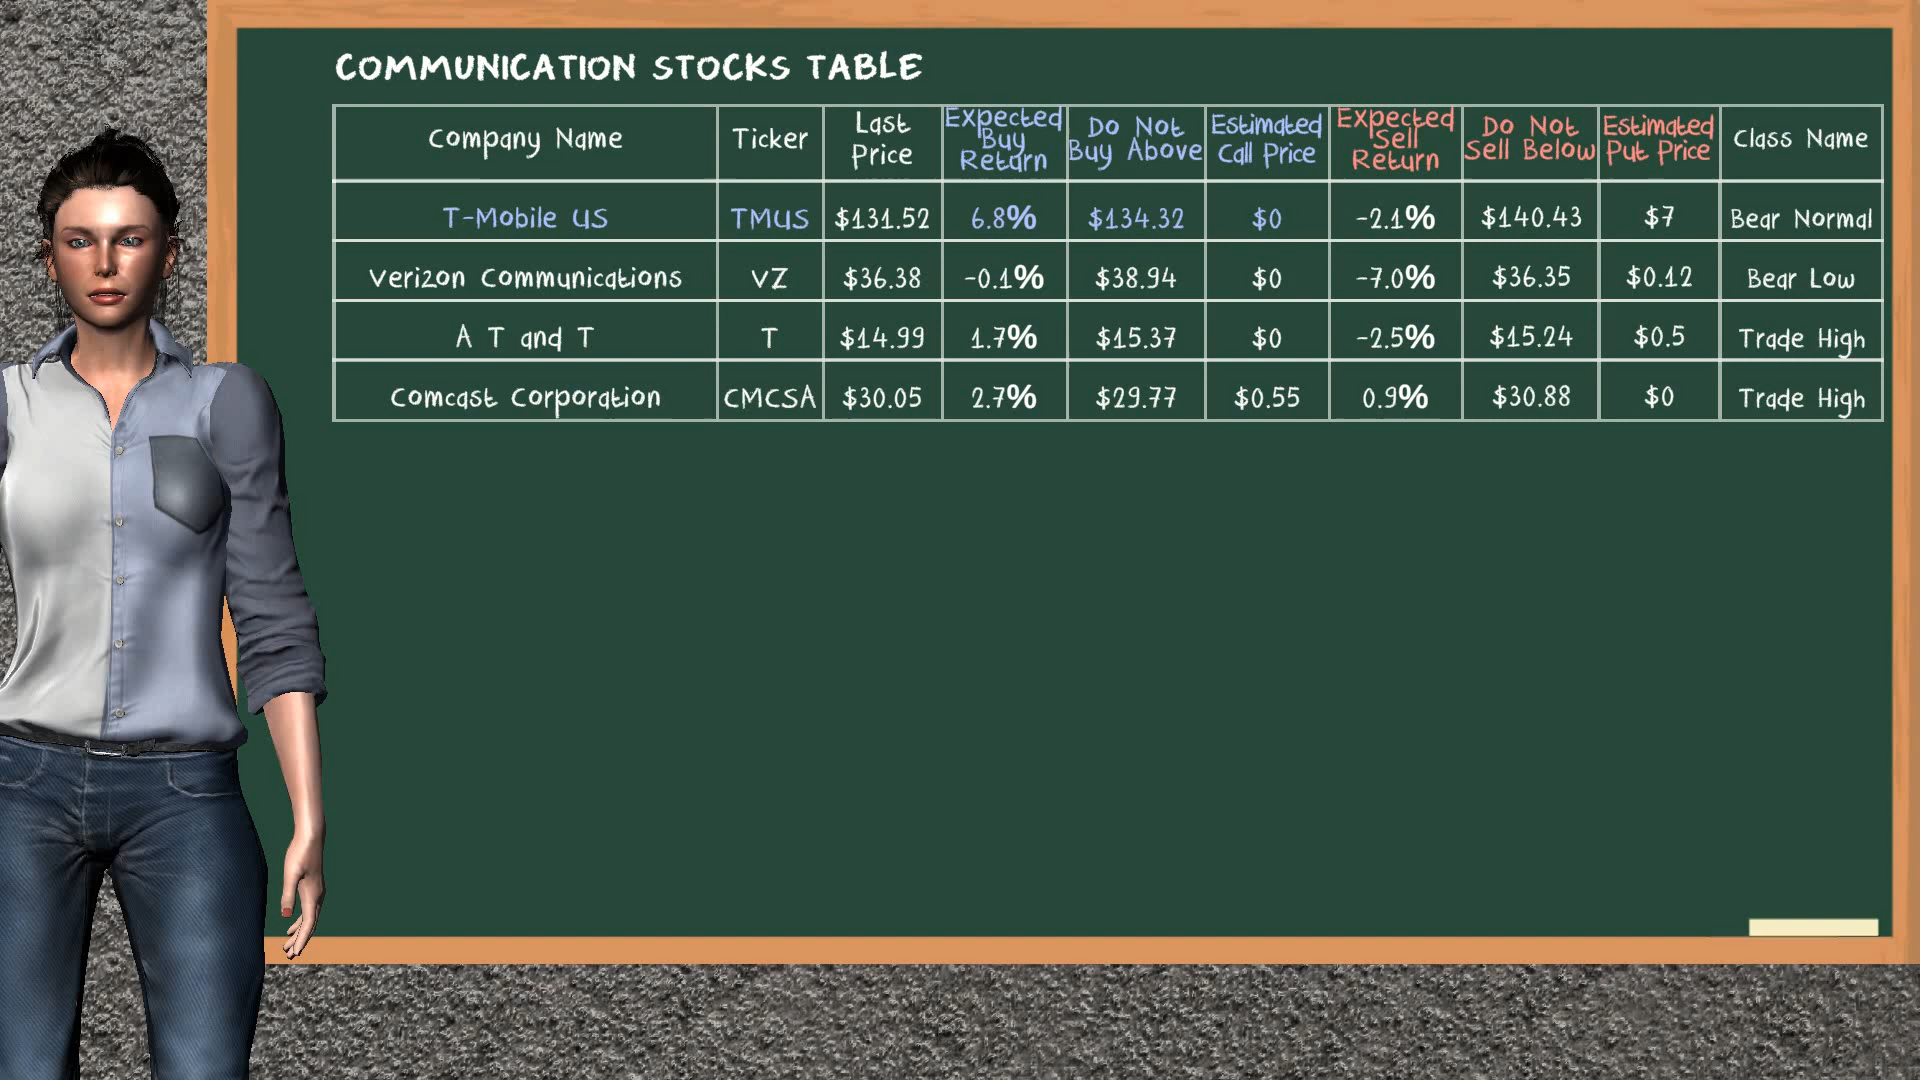 COMMUNICATION STOCKS TABLE
Company Name Ticker Last Price Expected Buy Return Do Not Buy Above Estimated Call Price Expected Sell Return Do Not Sell Below Estimated Put Price Class Name
T-Mobile US TMUS $131.52 6.8% $134.32 $0 -2.1% $140.43 $7 Bear Normal
Verizon Communications VZ $36.38 -0.1% $38.94 $0 -7.0% $36.35 $0.12 Bear Low
A T and T T $14.99 1.7% $15.37 $0 -2.5% $15.24 $0.5 Trade High
Comcast Corporation CMCSA $30.05 2.7% $29.77 $0.55 0.9% $30.88 $0 Trade High